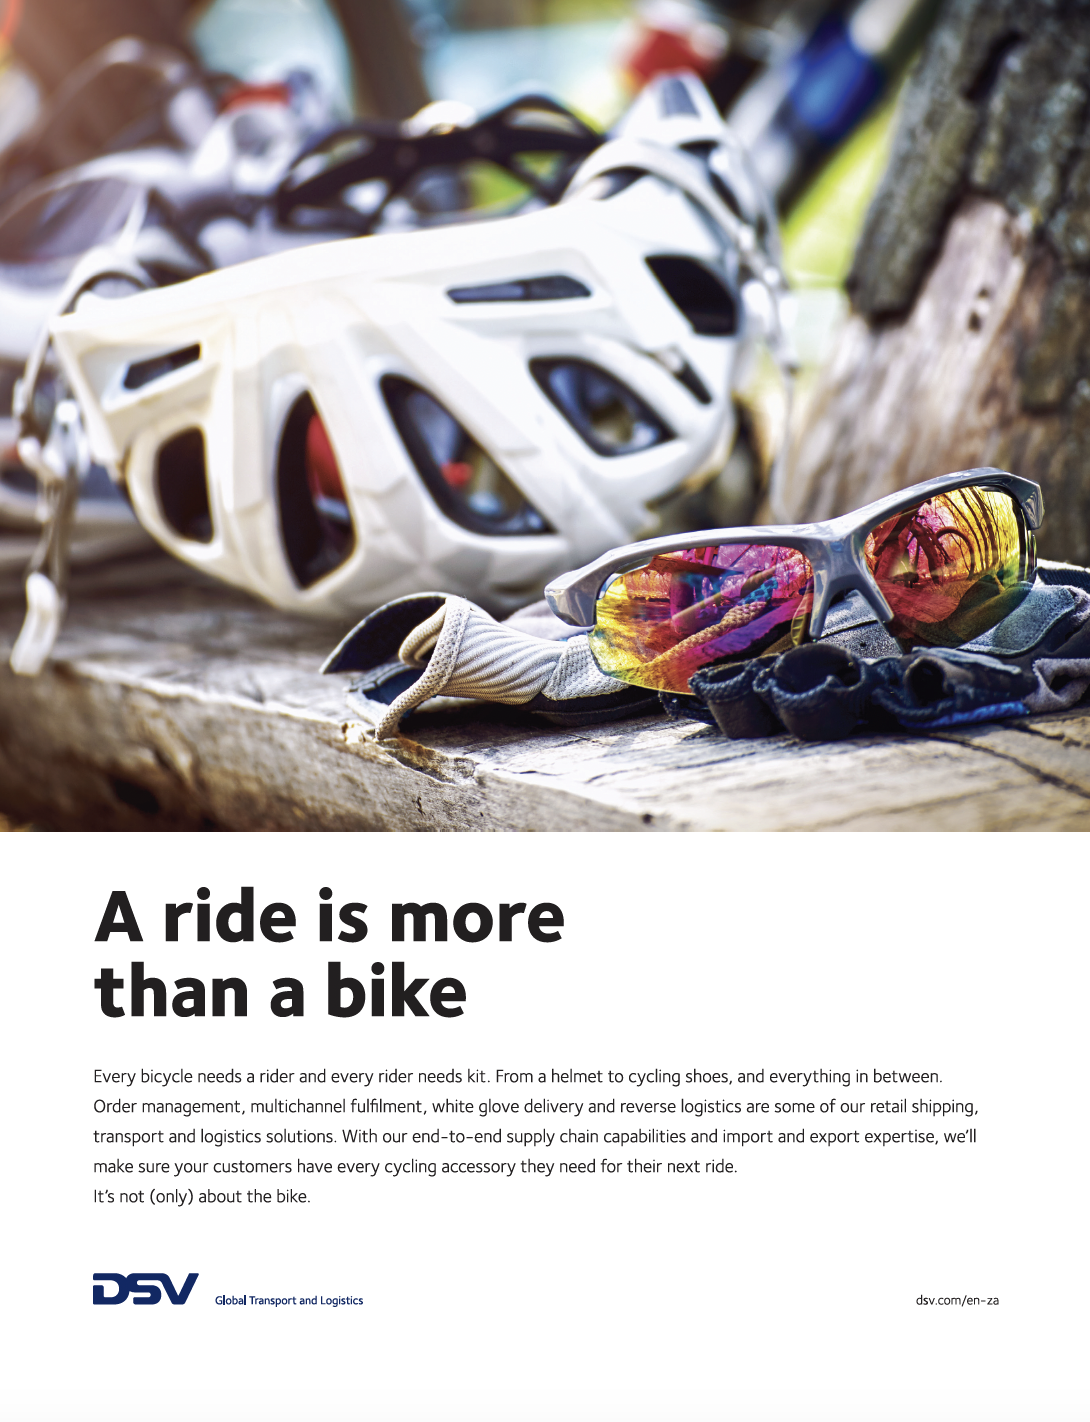 A ride is more
than a bike
Every bicycle needs a rider and every rider needs kit. From a helmet to cycling shoes, and everything in between.
Order management, multichannel fulfilment, white glove delivery and reverse logistics are some of our retail shipping,
transport and logistics solutions. With our end-to-end supply chain capabilities and import and export expertise, we’ll
make sure your customers have every cycling accessory they need for their next ride.
It’s not (only) about the bike.
DSV Global Transport and Logistics
dsv.com/en-za